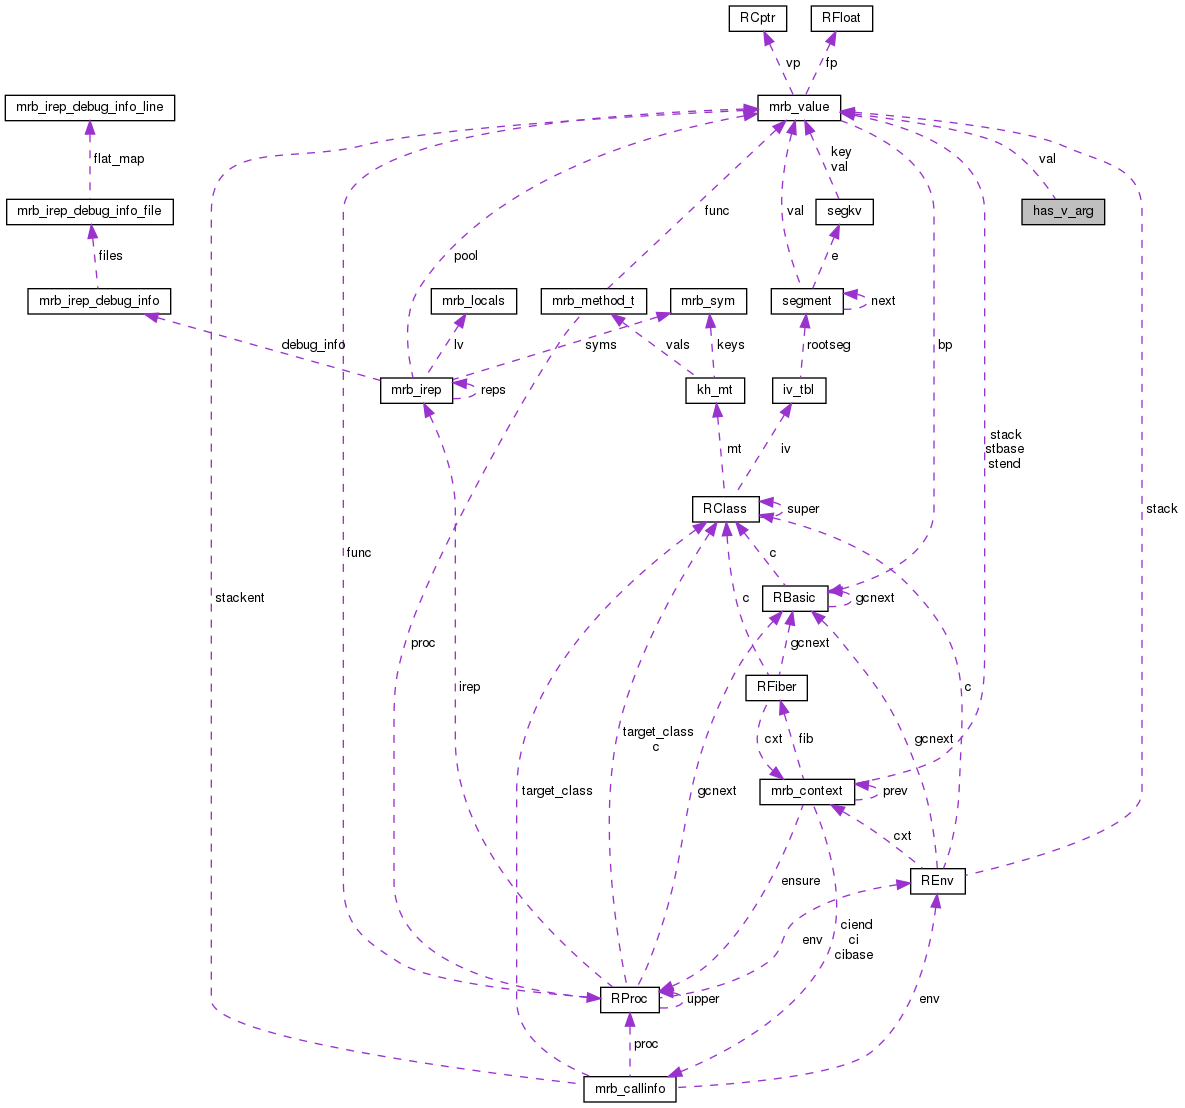 RCptr
RFloat
vp
fp
mrb_irep_debug_info_line
mrb_value
flat_map
key
val
val
mrb_irep_debug_info_file
func
val
segkv
has_v_arg
files
pool
e
mrb_irep_debug_info
mrb_locals
mrb_method_t
mrb_sym
segment
next
debug_info
lv
syms
vals
keys
rootseg
bp
mrb_irep
reps
kh_mt
iv_tbl
mt
iv
stack
stbase
stend
RClass
super
stack
func
c
stackent
RBasic
gcnext
c
proc
gcnext
irep
RFiber
c
target_class
c
cxt
fib
gcnext
target_class
gcnext
mrb_context
prev
cxt
ensure
REnv
env
ciend
ci
cibase
RProc
upper
env
proc
mrb_callinfo